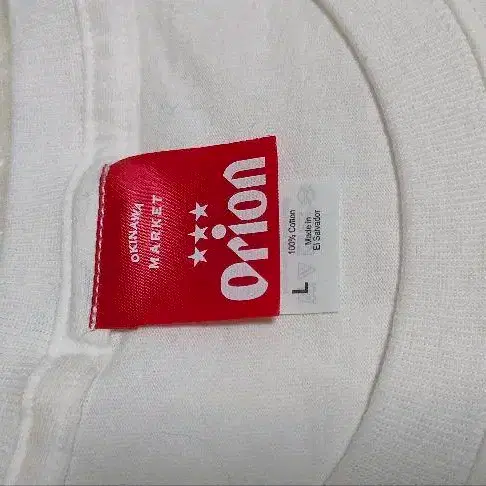 OKINAWA
MARKET
★★★
Orion
L
100% Cotton
Made in
El Salvador